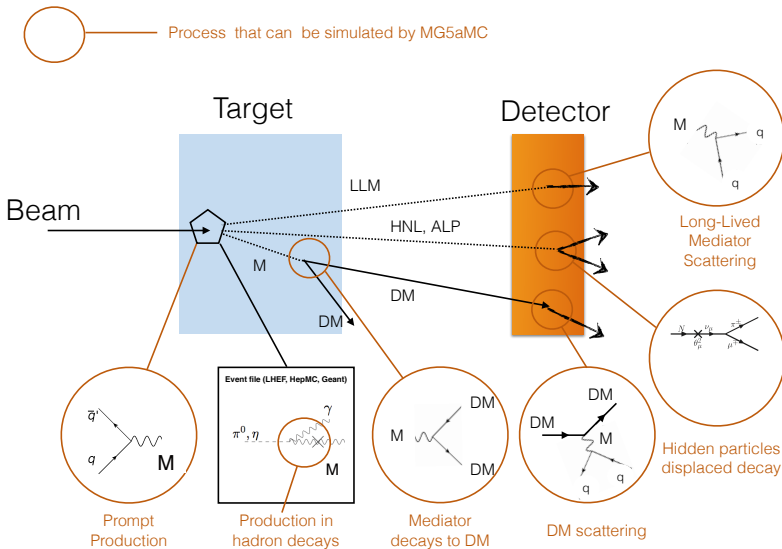 Process that can be simulated by MG5aMC
Target
Detector
Beam
LLM
HNL, ALP
M
DM
DM
M
q
q
Long-Lived
Mediator
Scattering
N
θ²μ
νμ
π±
μ∓
Hidden particles
displaced decay
q̅'
q
M
Prompt
Production
Event file (LHEF, HepMC, Geant)
π⁰, η
γ
M
Production in
hadron decays
M
DM
DM
Mediator
decays to DM
DM
DM
M
q
q
DM scattering